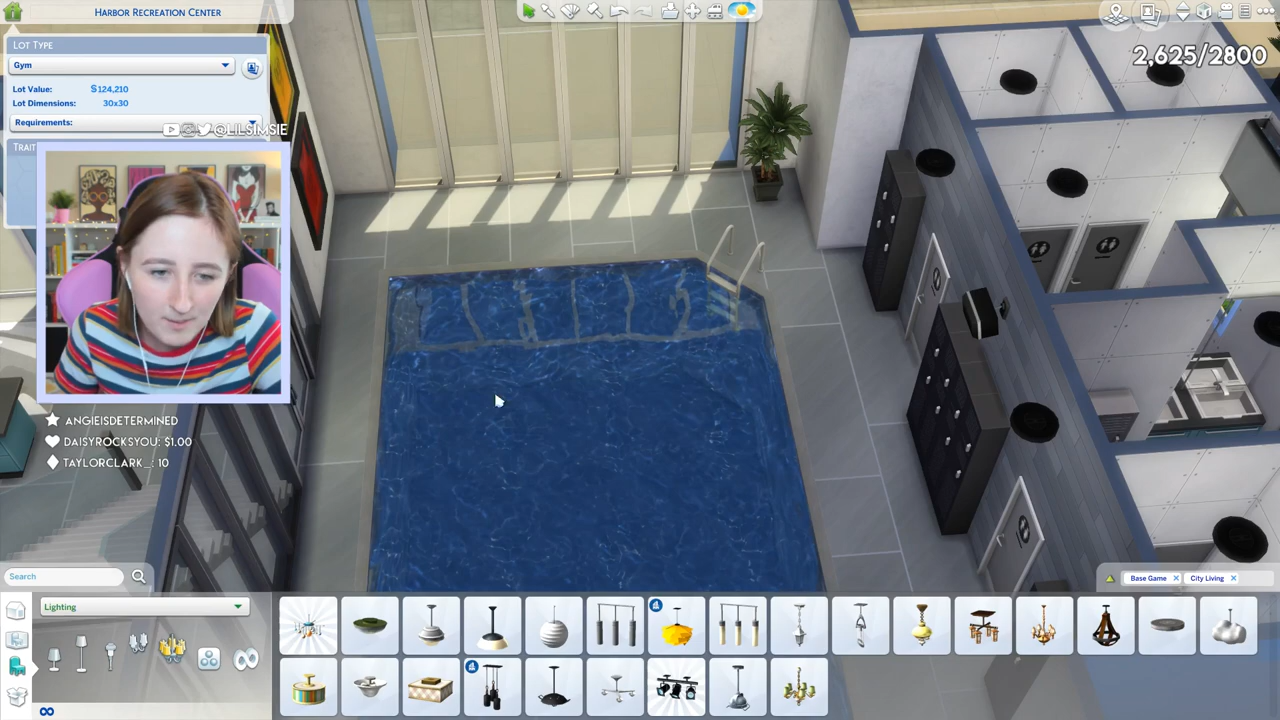 HARBOR RECREATION CENTER
LOT TYPE
Gym
Lot Value: §124,210
Lot Dimensions: 30x30
Requirements:
@LILSIMSIE
TRAIT
2,625/2800
ANGIEISDETERMINED
DAISYROCKSYOU: $1.00
TAYLORCLARK_: 10
Search
Base Game
City Living
Lighting